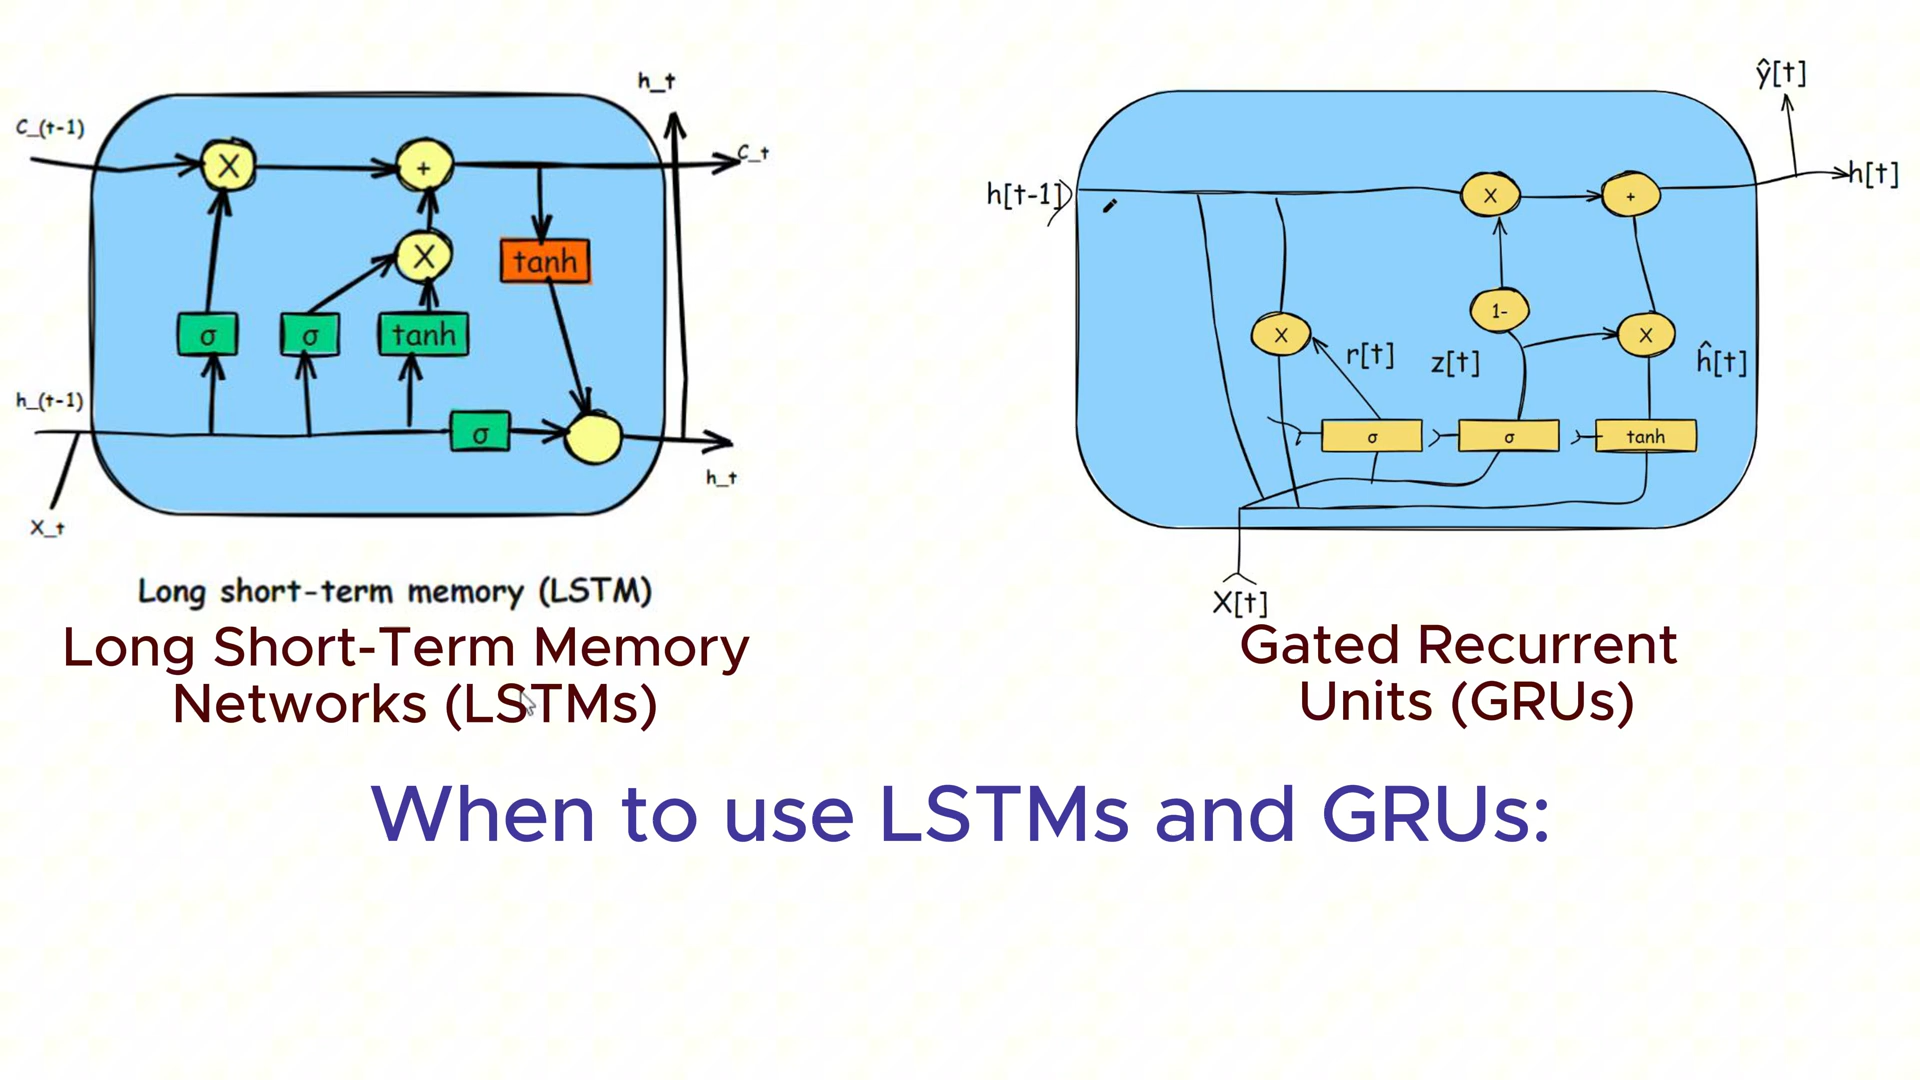 h_t
C_(t-1)
C_t
X
+
X
tanh
σ
σ
tanh
h_(t-1)
σ
h_t
X_t
Long short-term memory (LSTM)
Long Short-Term Memory
Networks (LSTMs)
ŷ[t]
h[t-1]
h[t]
X
+
1-
X
r[t]
z[t]
X
ĥ[t]
σ
σ
tanh
X[t]
Gated Recurrent
Units (GRUs)
When to use LSTMs and GRUs: